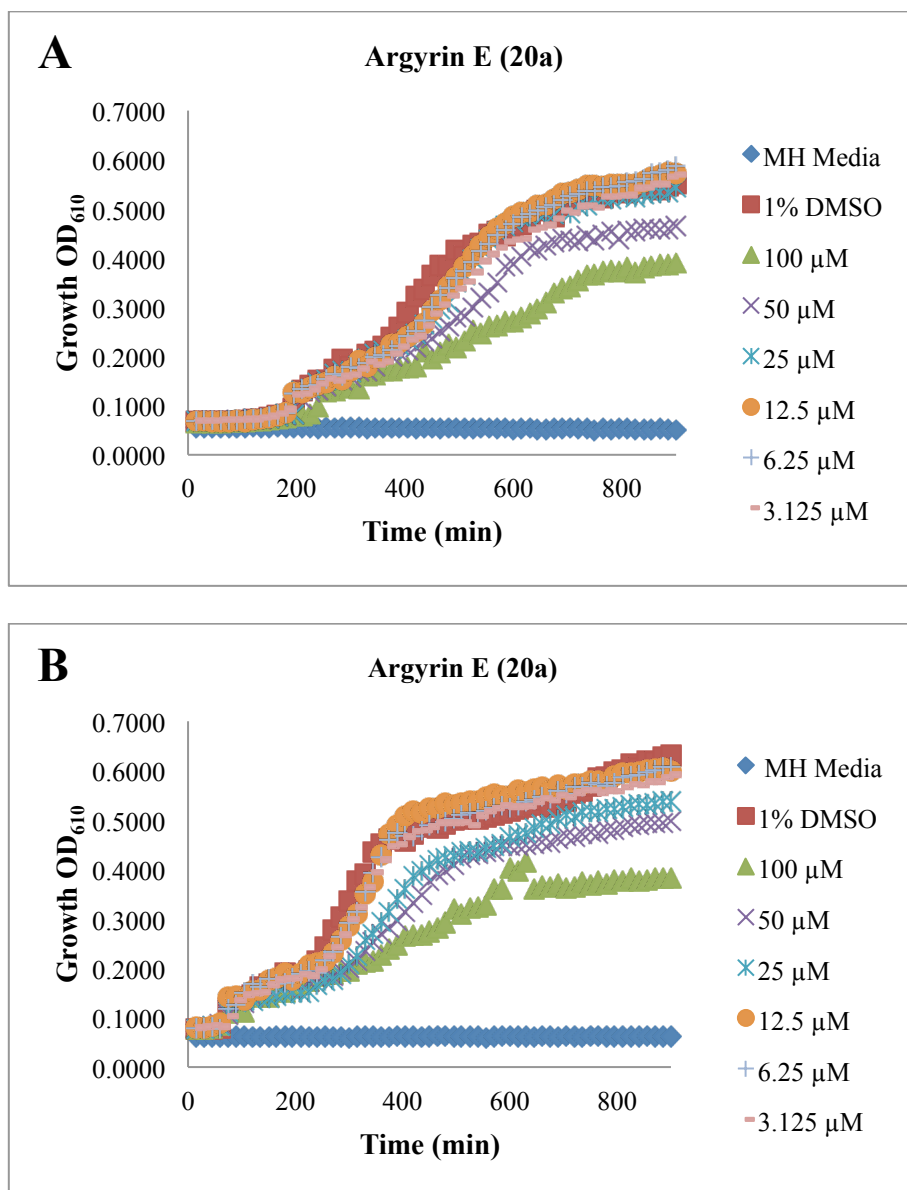 A
Argyrin E (20a)
0.7000
0.6000
0.5000
0.4000
0.3000
0.2000
0.1000
0.0000
Growth OD610
0
200
400
600
800
Time (min)
MH Media
1% DMSO
100 µM
50 µM
25 µM
12.5 µM
6.25 µM
3.125 µM
B
Argyrin E (20a)
0.7000
0.6000
0.5000
0.4000
0.3000
0.2000
0.1000
0.0000
Growth OD610
0
200
400
600
800
Time (min)
MH Media
1% DMSO
100 µM
50 µM
25 µM
12.5 µM
6.25 µM
3.125 µM